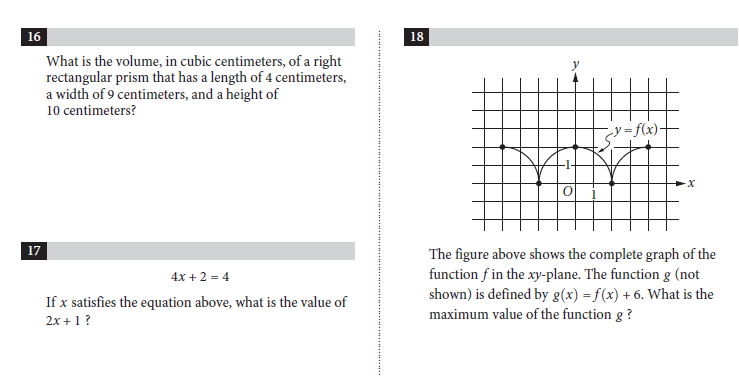 16
What is the volume, in cubic centimeters, of a right
rectangular prism that has a length of 4 centimeters,
a width of 9 centimeters, and a height of
10 centimeters?
17
4x + 2 = 4
If x satisfies the equation above, what is the value of
2x + 1 ?
18
y
y = f(x)
1
x
O
1
The figure above shows the complete graph of the
function f in the xy-plane. The function g (not
shown) is defined by g(x) = f(x) + 6. What is the
maximum value of the function g ?